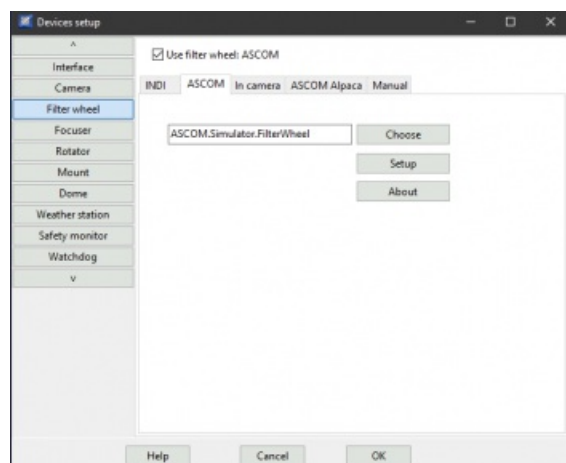 Devices setup
^
Interface
Camera
Filter wheel
Focuser
Rotator
Mount
Dome
Weather station
Safety monitor
Watchdog
v
Use filter wheel: ASCOM
INDI ASCOM In camera ASCOM Alpaca Manual
ASCOM.Simulator.FilterWheel Choose
Setup
About
Help Cancel OK